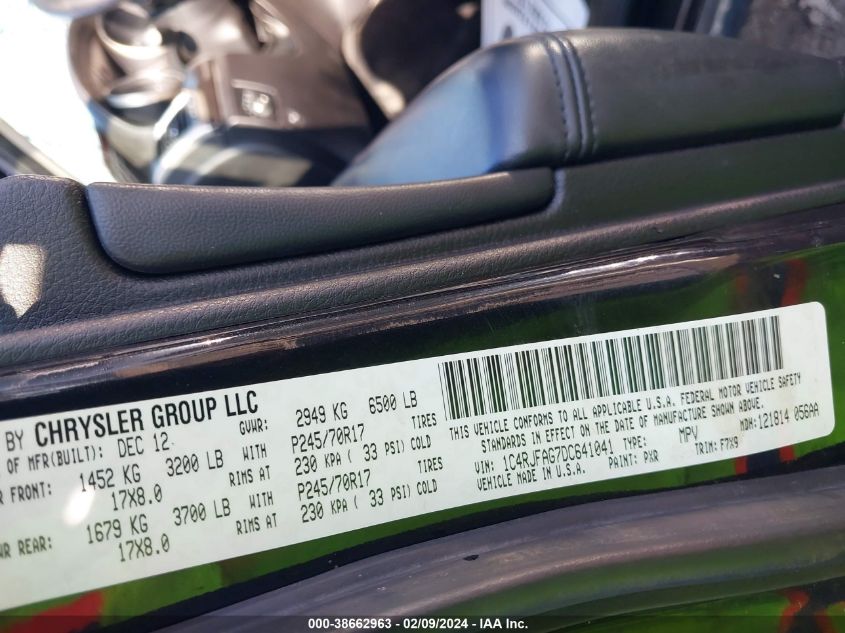 BY CHRYSLER GROUP LLC
OF MFR(BUILT): DEC 12 GVWR: 2949 KG 6500 LB
FRONT: 1452 KG 3200 LB WITH P245/70R17 TIRES
17X8.0 RIMS AT 230 KPA ( 33 PSI) COLD
REAR: 1679 KG 3700 LB WITH P245/70R17 TIRES
17X8.0 RIMS AT 230 KPA ( 33 PSI) COLD
THIS VEHICLE CONFORMS TO ALL APPLICABLE U.S.A. FEDERAL MOTOR VEHICLE SAFETY
STANDARDS IN EFFECT ON THE DATE OF MANUFACTURE SHOWN ABOVE.
MDH: 121814 056AA
VIN: 1C4RJFAG7DC641041 TYPE: MPV
VEHICLE MADE IN U.S.A. PAINT: PXR TRIM: F7X9
000-38662963 - 02/09/2024 - IAA Inc.